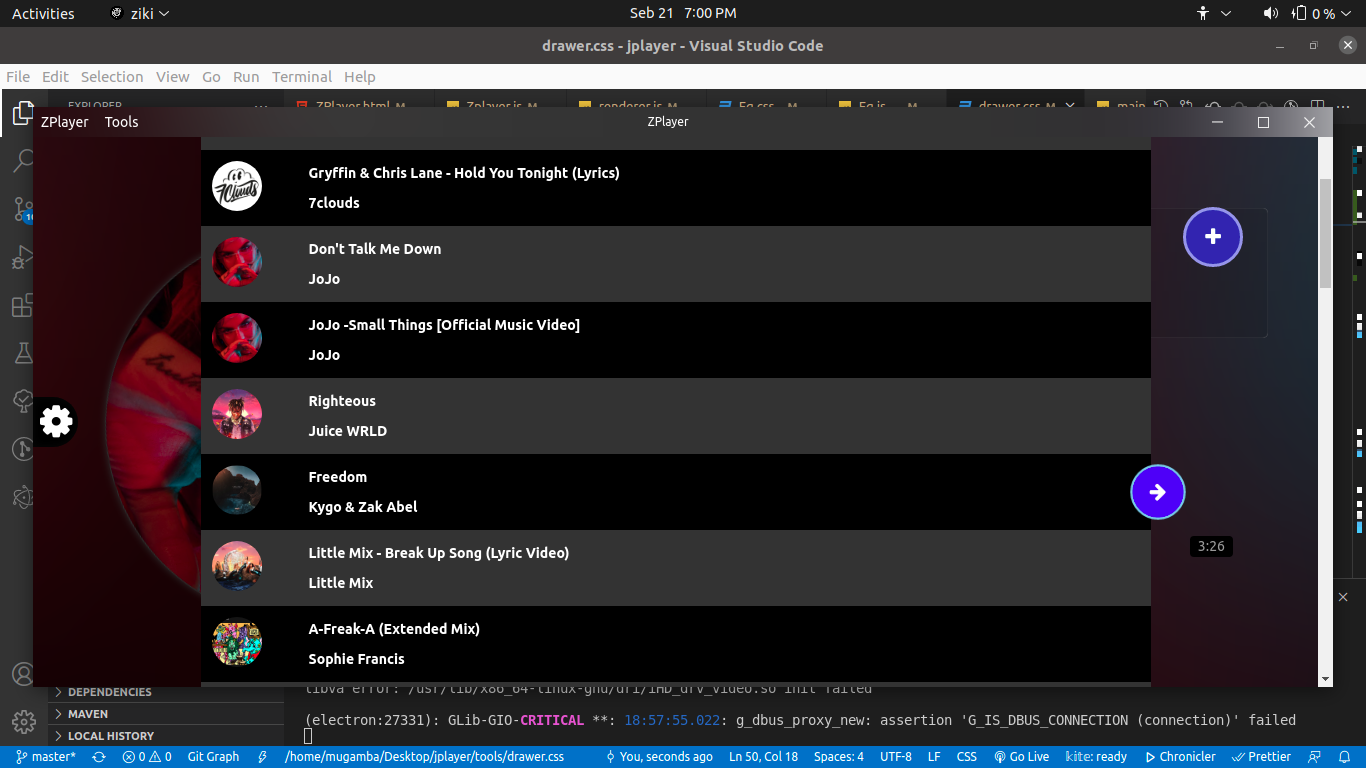 Activities
ziki
Seb 21 7:00 PM
0 %
drawer.css - jplayer - Visual Studio Code
File Edit Selection View Go Run Terminal Help
EXPLORER
ZPlayer.html M
Zplayer.js M
renderer.js M
Eq.css M
Eq.js M
drawer.css M
main
ZPlayer Tools
ZPlayer
Gryffin & Chris Lane - Hold You Tonight (Lyrics)
7clouds
7Clouds
Don't Talk Me Down
JoJo
JoJo -Small Things [Official Music Video]
JoJo
Righteous
Juice WRLD
Freedom
Kygo & Zak Abel
3:26
Little Mix - Break Up Song (Lyric Video)
Little Mix
A-Freak-A (Extended Mix)
Sophie Francis
libva error: /usr/lib/x86_64-linux-gnu/dri/iHD_drv_video.so init failed
DEPENDENCIES
MAVEN
LOCAL HISTORY
(electron:27331): GLib-GIO-CRITICAL **: 18:57:55.022: g_dbus_proxy_new: assertion 'G_IS_DBUS_CONNECTION (connection)' failed
master* 0 0 Git Graph /home/mugamba/Desktop/jplayer/tools/drawer.css You, seconds ago Ln 50, Col 18 Spaces: 4 UTF-8 LF CSS Go Live kite: ready Chronicler Prettier